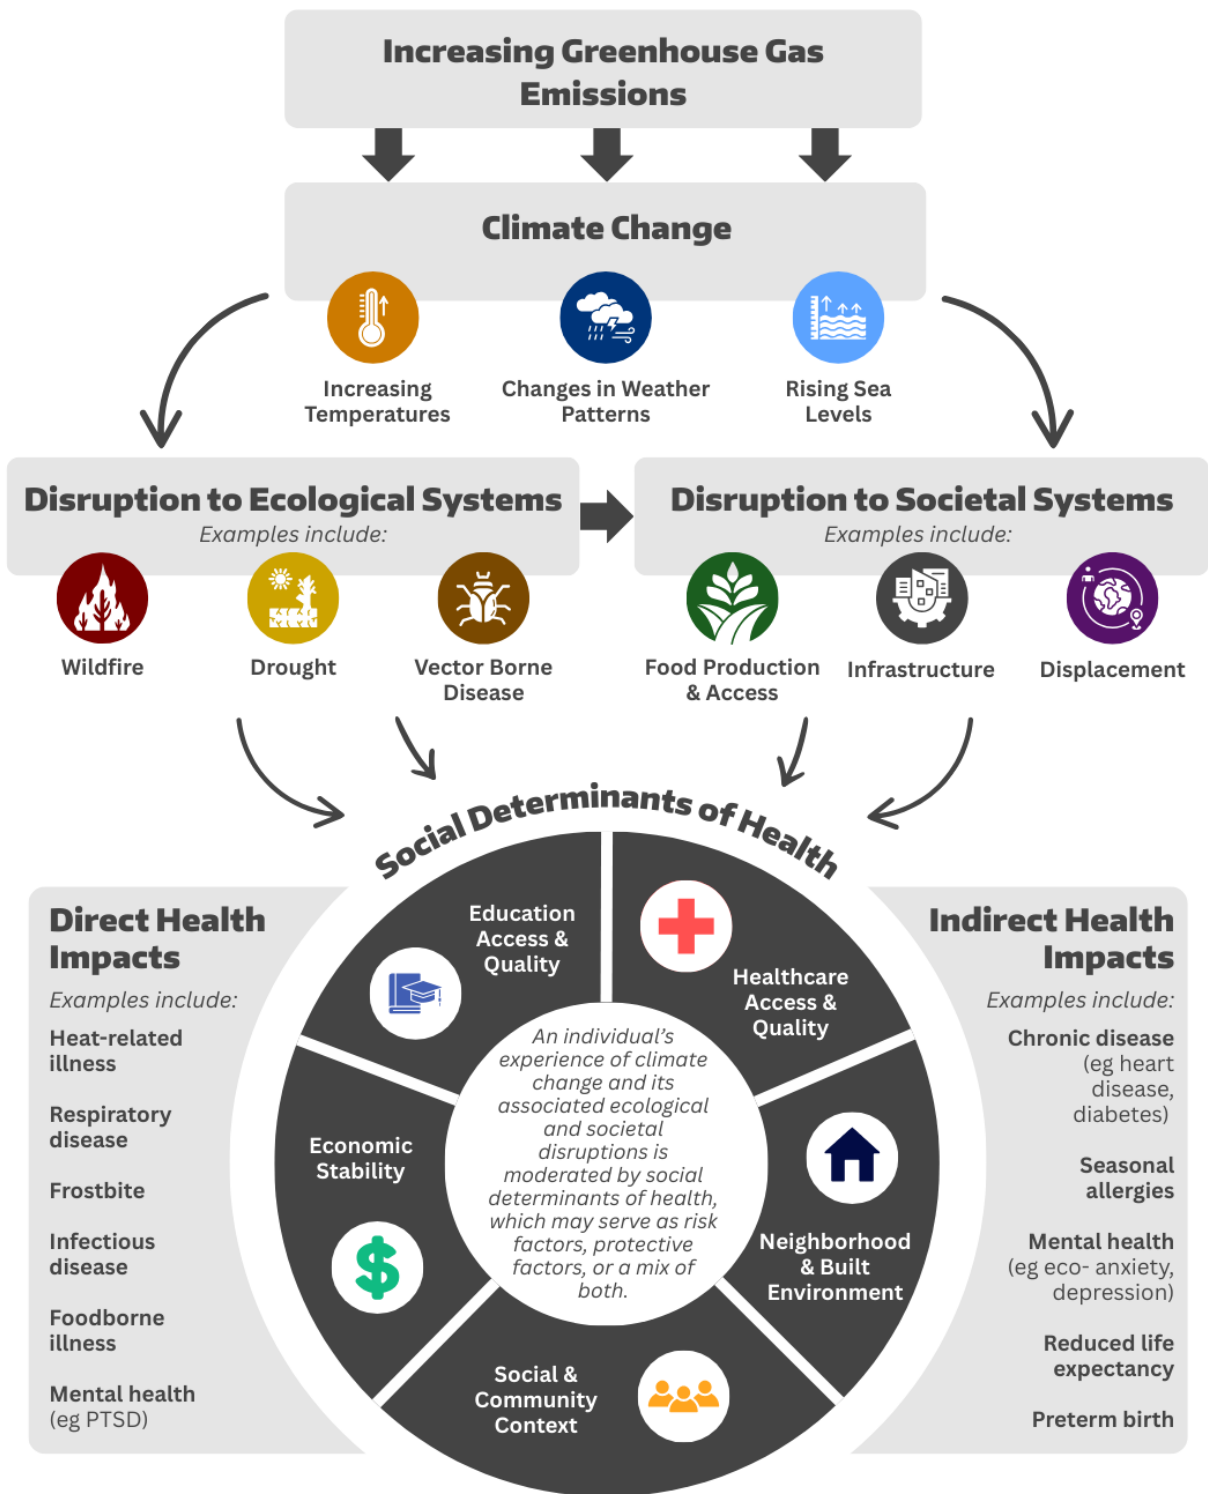 Increasing Greenhouse Gas
Emissions
Climate Change
Increasing
Temperatures
Changes in Weather
Patterns
Rising Sea
Levels
Disruption to Ecological Systems
Examples include:
Wildfire
Drought
Vector Borne
Disease
Disruption to Societal Systems
Examples include:
Food Production
& Access
Infrastructure
Displacement
Social Determinants of Health
Education
Access &
Quality
Healthcare
Access &
Quality
Economic
Stability
Neighborhood
& Built
Environment
Social &
Community
Context
An individual's
experience of climate
change and its
associated ecological
and societal
disruptions is
moderated by social
determinants of health,
which may serve as risk
factors, protective
factors, or a mix of
both.
Direct Health
Impacts
Examples include:
Heat-related
illness
Respiratory
disease
Frostbite
Infectious
disease
Foodborne
illness
Mental health
(eg PTSD)
Indirect Health
Impacts
Examples include:
Chronic disease
(eg heart
disease,
diabetes)
Seasonal
allergies
Mental health
(eg eco- anxiety,
depression)
Reduced life
expectancy
Preterm birth